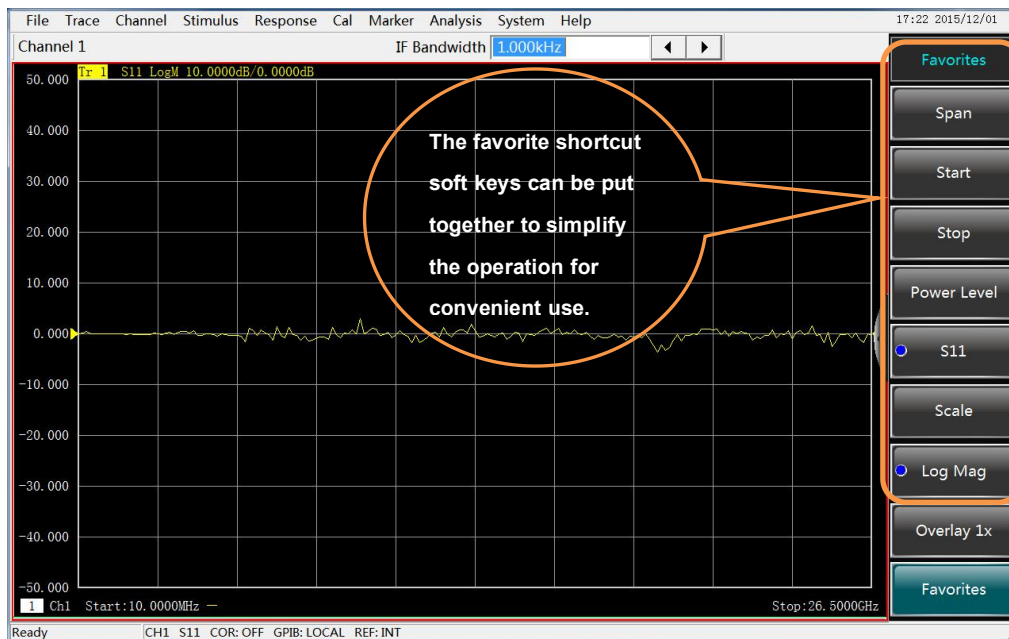 File Trace Channel Stimulus Response Cal Marker Analysis System Help
17:22 2015/12/01
Channel 1
IF Bandwidth 1.000kHz
Tr 1 S11 LogM 10.0000dB/0.0000dB
50.000
40.000
30.000
20.000
10.000
0.000
-10.000
-20.000
-30.000
-40.000
-50.000
The favorite shortcut
soft keys can be put
together to simplify
the operation for
convenient use.
1 Ch1 Start:10.0000MHz —
Stop:26.5000GHz
Favorites
Span
Start
Stop
Power Level
S11
Scale
Log Mag
Overlay 1x
Favorites
Ready
CH1 S11 COR:OFF GPIB:LOCAL REF:INT